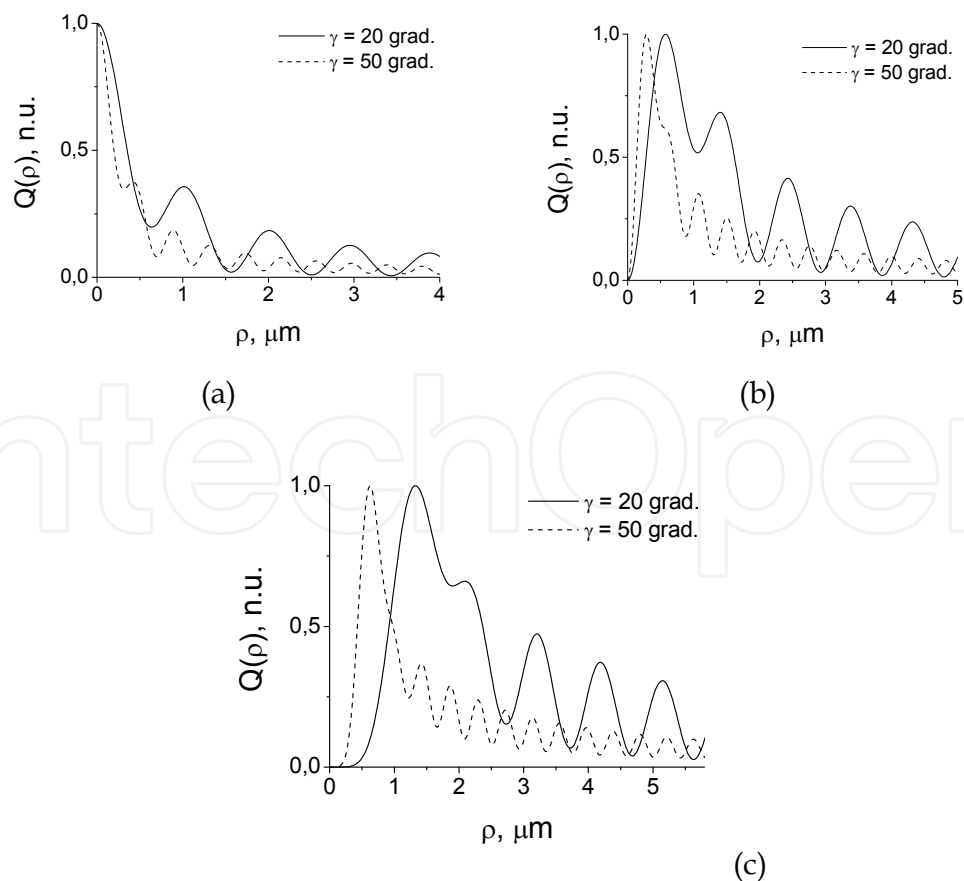 1,0
0,5
0,0
Q(ρ), n.u.
γ = 20 grad.
γ = 50 grad.
0 1 2 3 4
ρ, μm
(a)
1,0
0,5
0,0
Q(ρ), n.u.
γ = 20 grad.
γ = 50 grad.
0 1 2 3 4 5
ρ, μm
(b)
ntechOpen
1,0
0,5
0,0
Q(ρ), n.u.
γ = 20 grad.
γ = 50 grad.
0 1 2 3 4 5
ρ, μm
(c)